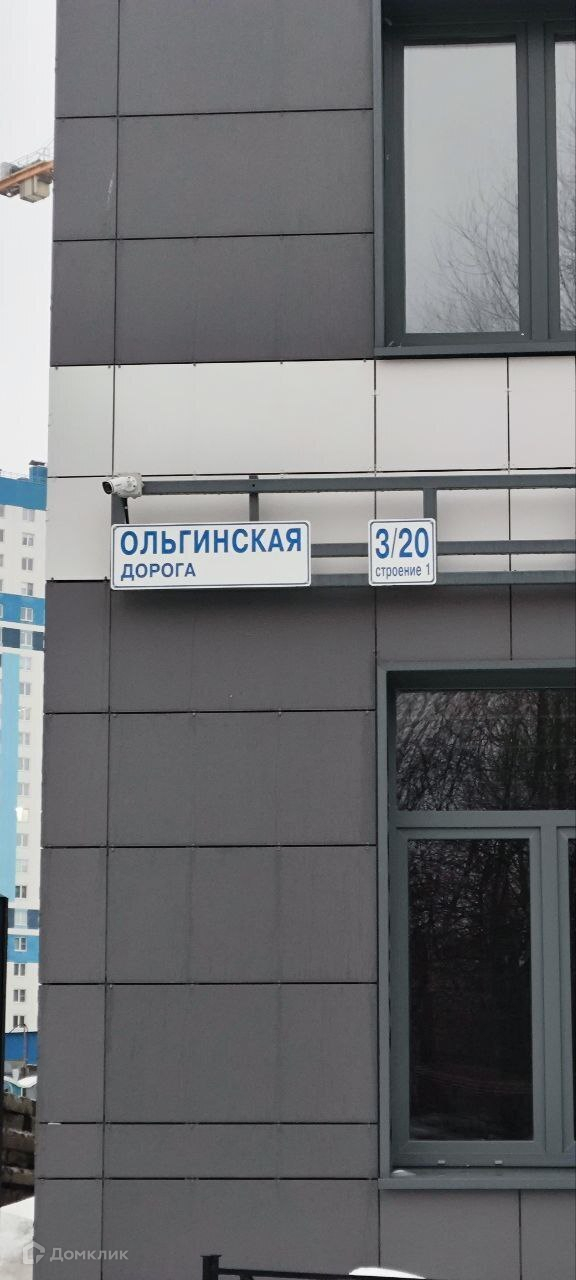 ОЛЬГИНСКАЯ
ДОРОГА
3/20
строение 1
Домклик